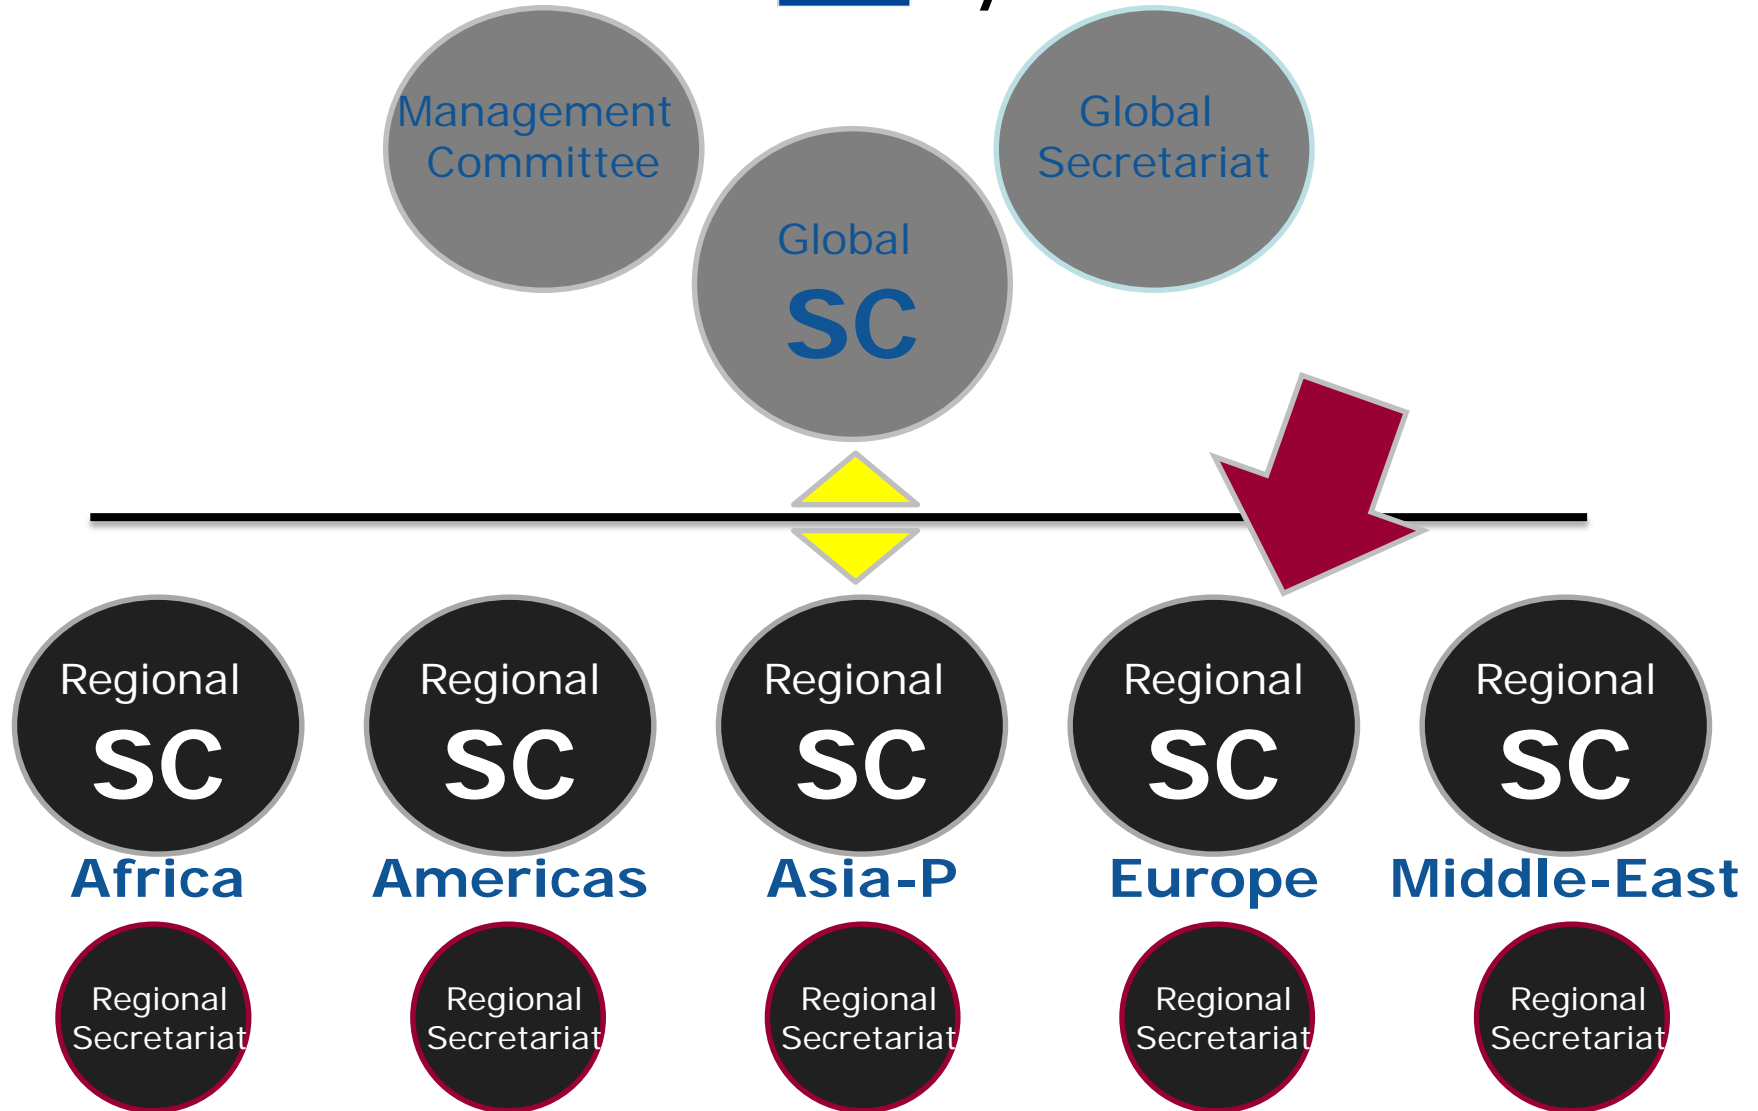 Management
Committee
Global
Secretariat
Global
SC
Regional
SC
Regional
SC
Regional
SC
Regional
SC
Regional
SC
Africa
Americas
Asia-P
Europe
Middle-East
Regional
Secretariat
Regional
Secretariat
Regional
Secretariat
Regional
Secretariat
Regional
Secretariat